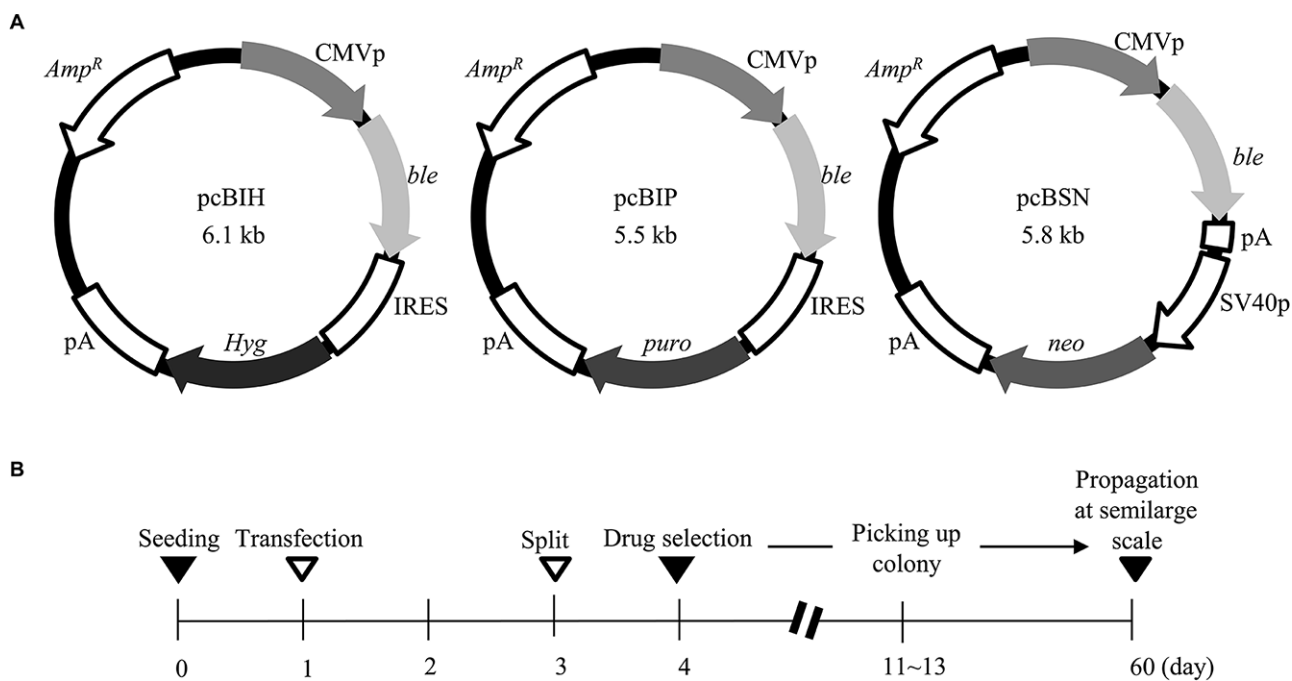 A
Amp^R
CMVp
ble
IRES
Hyg
pA
pcBIH
6.1 kb
Amp^R
CMVp
ble
IRES
puro
pA
pcBIP
5.5 kb
Amp^R
CMVp
ble
pA
SV40p
neo
pA
pcBSN
5.8 kb
B
Seeding
Transfection
Split
Drug selection
Picking up
colony
Propagation
at semilarge
scale
0
1
2
3
4
11~13
60 (day)